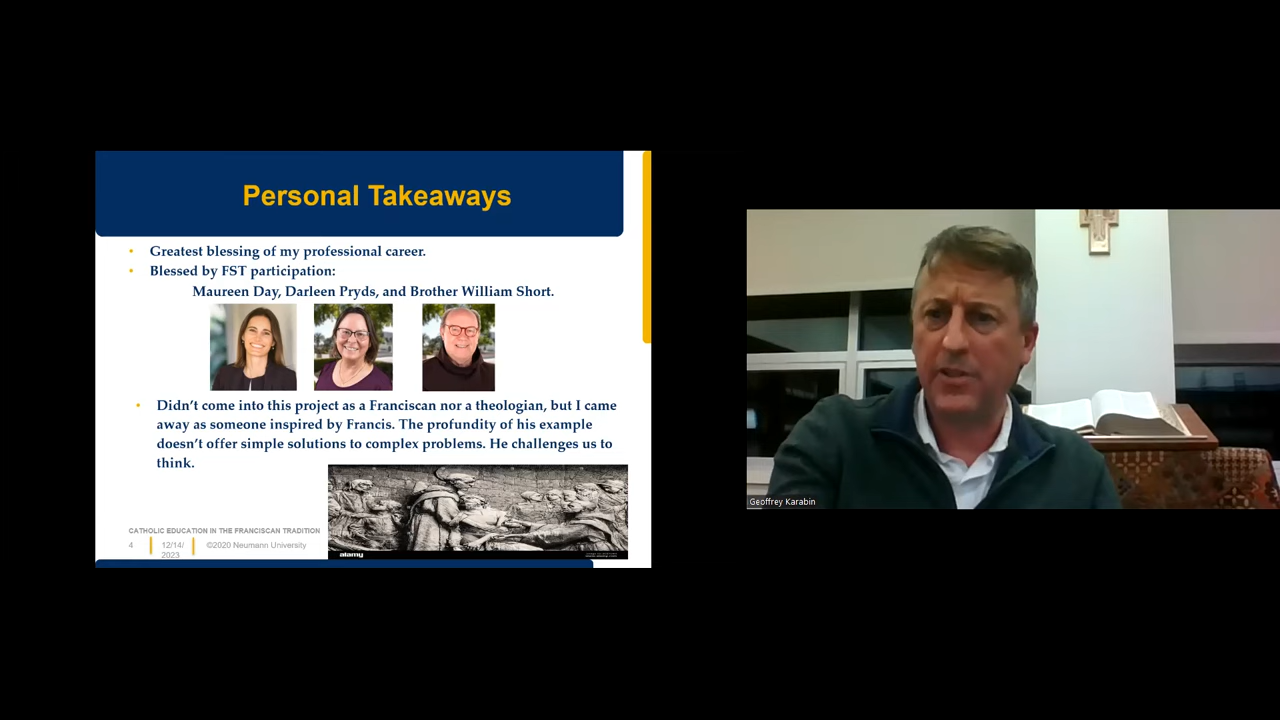 Personal Takeaways
• Greatest blessing of my professional career.
• Blessed by FST participation:
Maureen Day, Darleen Pryds, and Brother William Short.
• Didn’t come into this project as a Franciscan nor a theologian, but I came
away as someone inspired by Francis. The profundity of his example
doesn’t offer simple solutions to complex problems. He challenges us to
think.
CATHOLIC EDUCATION IN THE FRANCISCAN TRADITION
4
12/14/
2023
©2020 Neumann University
alamy
Geoffrey Karabin